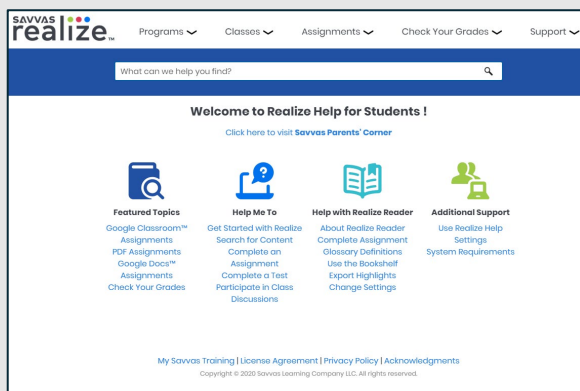 SAVVAS
realize™
Programs
Classes
Assignments
Check Your Grades
Support
What can we help you find?
Welcome to Realize Help for Students !
Click here to visit Savvas Parents' Corner
Featured Topics
Google Classroom™
Assignments
PDF Assignments
Google Docs™
Assignments
Check Your Grades
Help Me To
Get Started with Realize
Search for Content
Complete an
Assignment
Complete a Test
Participate in Class
Discussions
Help with Realize Reader
About Realize Reader
Complete Assignment
Glossary Definitions
Use the Bookshelf
Export Highlights
Change Settings
Additional Support
Use Realize Help
Settings
System Requirements
My Savvas Training | License Agreement | Privacy Policy | Acknowledgments
Copyright © 2020 Savvas Learning Company LLC. All rights reserved.